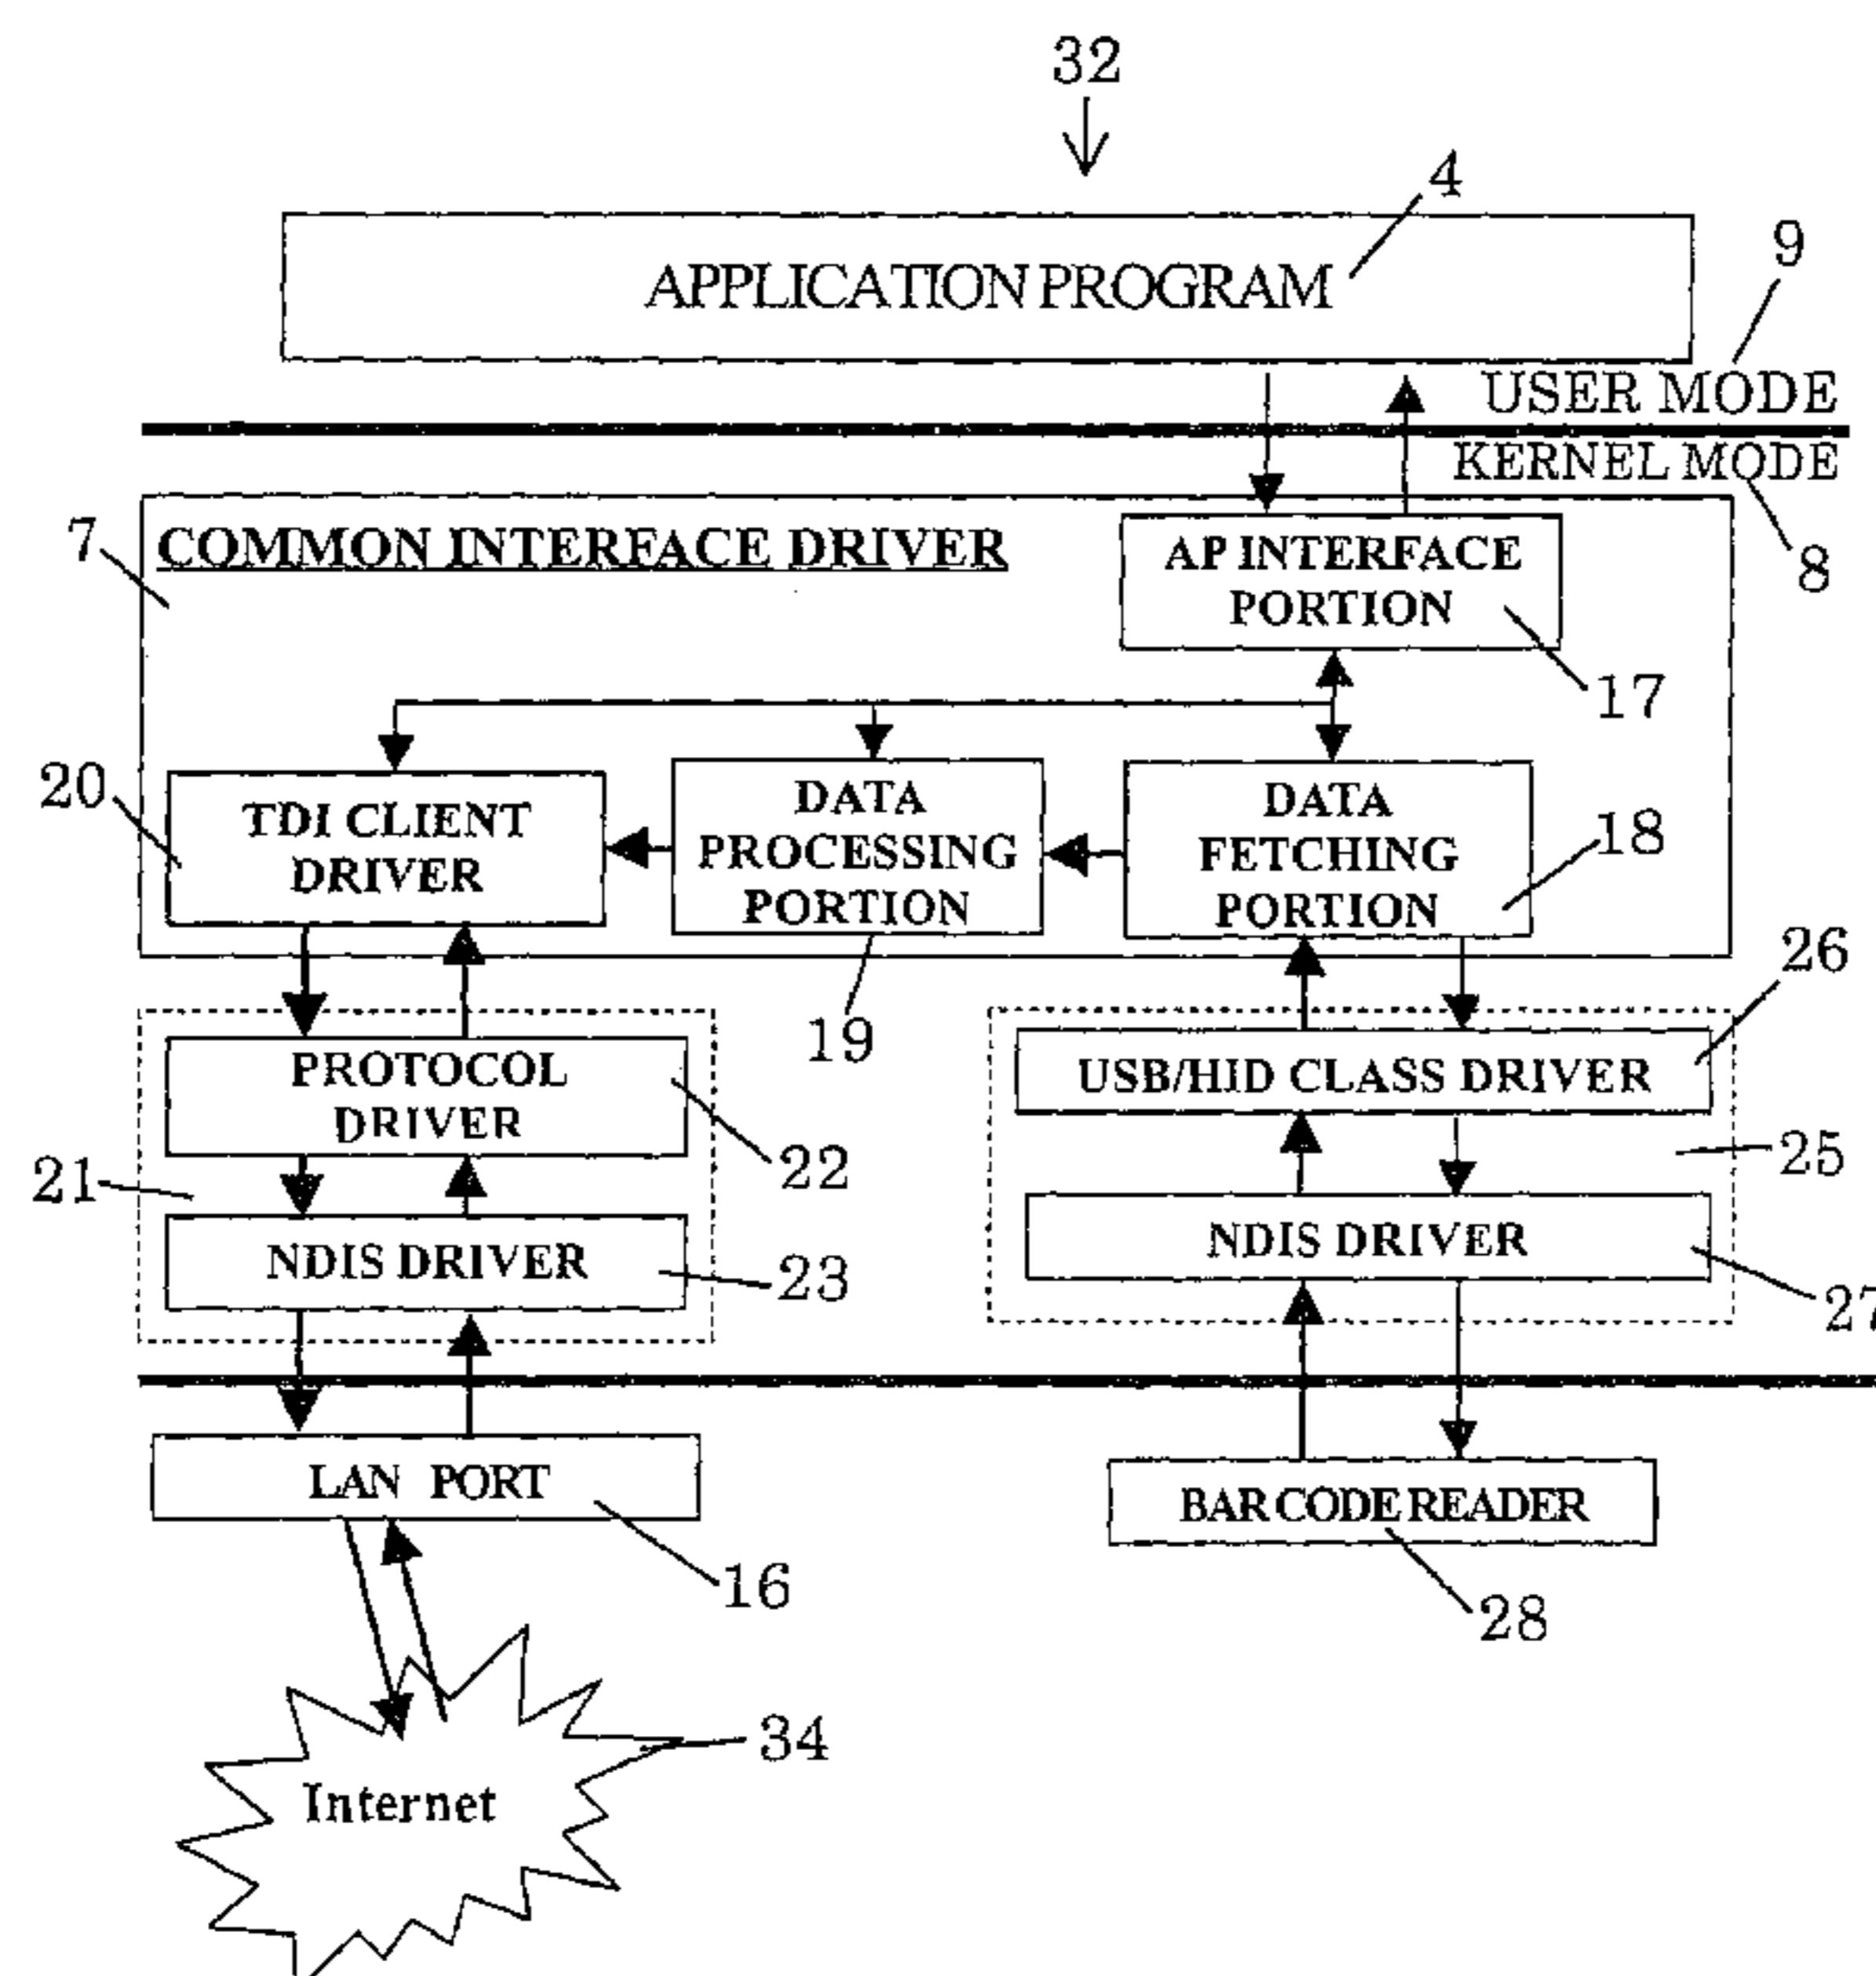 32
4
APPLICATION PROGRAM
9
USER MODE
KERNEL MODE
8
7
COMMON INTERFACE DRIVER
AP INTERFACE
PORTION
17
20
TDI CLIENT
DRIVER
DATA
PROCESSING
PORTION
DATA
FETCHING
PORTION
18
19
26
PROTOCOL
DRIVER
22
USB/HID CLASS DRIVER
21
25
NDIS DRIVER
23
NDIS DRIVER
27
LAN PORT
16
BAR CODE READER
28
34
Internet